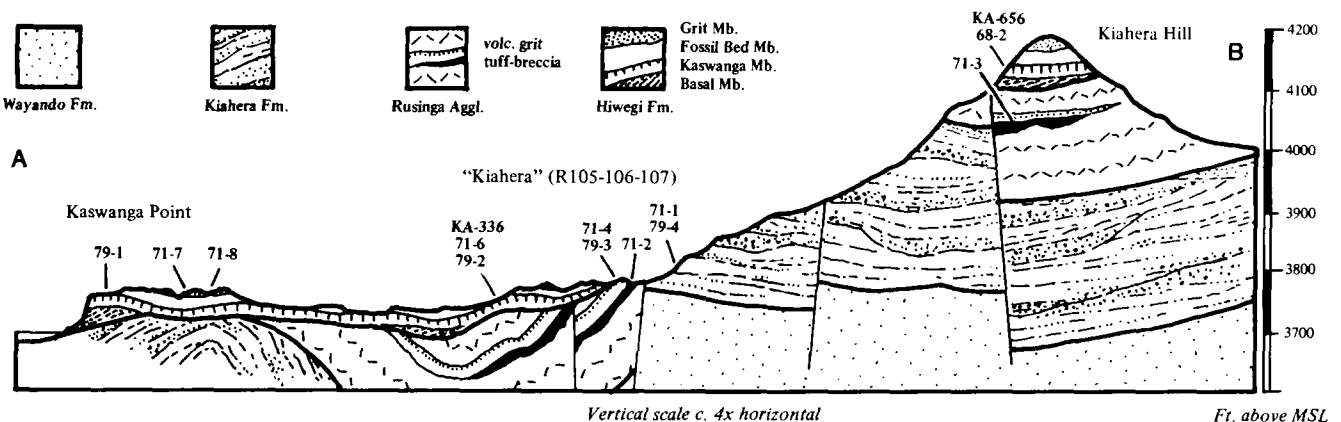 Wayando Fm.
Kiahera Fm.
volc. grit
tuff-breccia
Rusinga Aggl.
Grit Mb.
Fossil Bed Mb.
Kaswanga Mb.
Basal Mb.
Hiwegi Fm.
KA-656
68-2
71-3
Kiahera Hill
B
4200
4100
4000
3900
3800
3700
A
"Kiahera" (R105-106-107)
Kaswanga Point
79-1
71-7
71-8
KA-336
71-6
79-2
71-4
79-3
71-2
71-1
79-4
Vertical scale c. 4x horizontal
Ft. above MSL